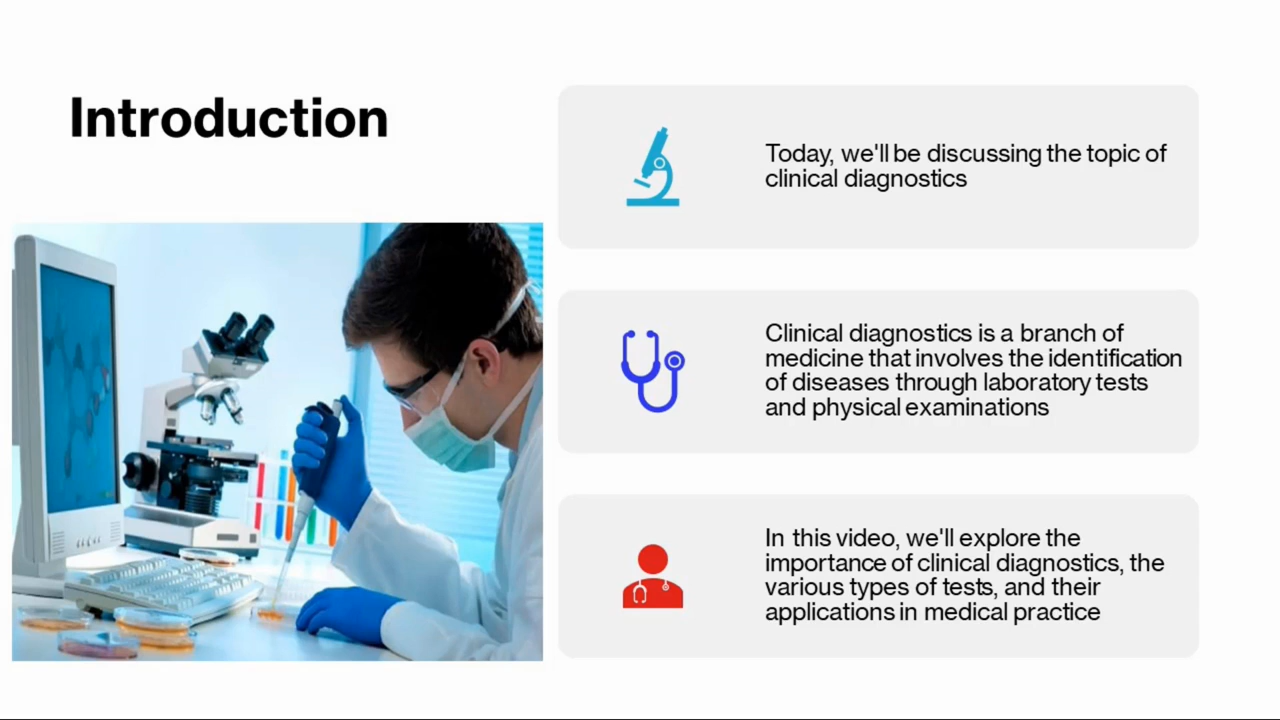 Introduction
Today, we'll be discussing the topic of
clinical diagnostics
Clinical diagnostics is a branch of
medicine that involves the identification
of diseases through laboratory tests
and physical examinations
In this video, we'll explore the
importance of clinical diagnostics, the
various types of tests, and their
applications in medical practice